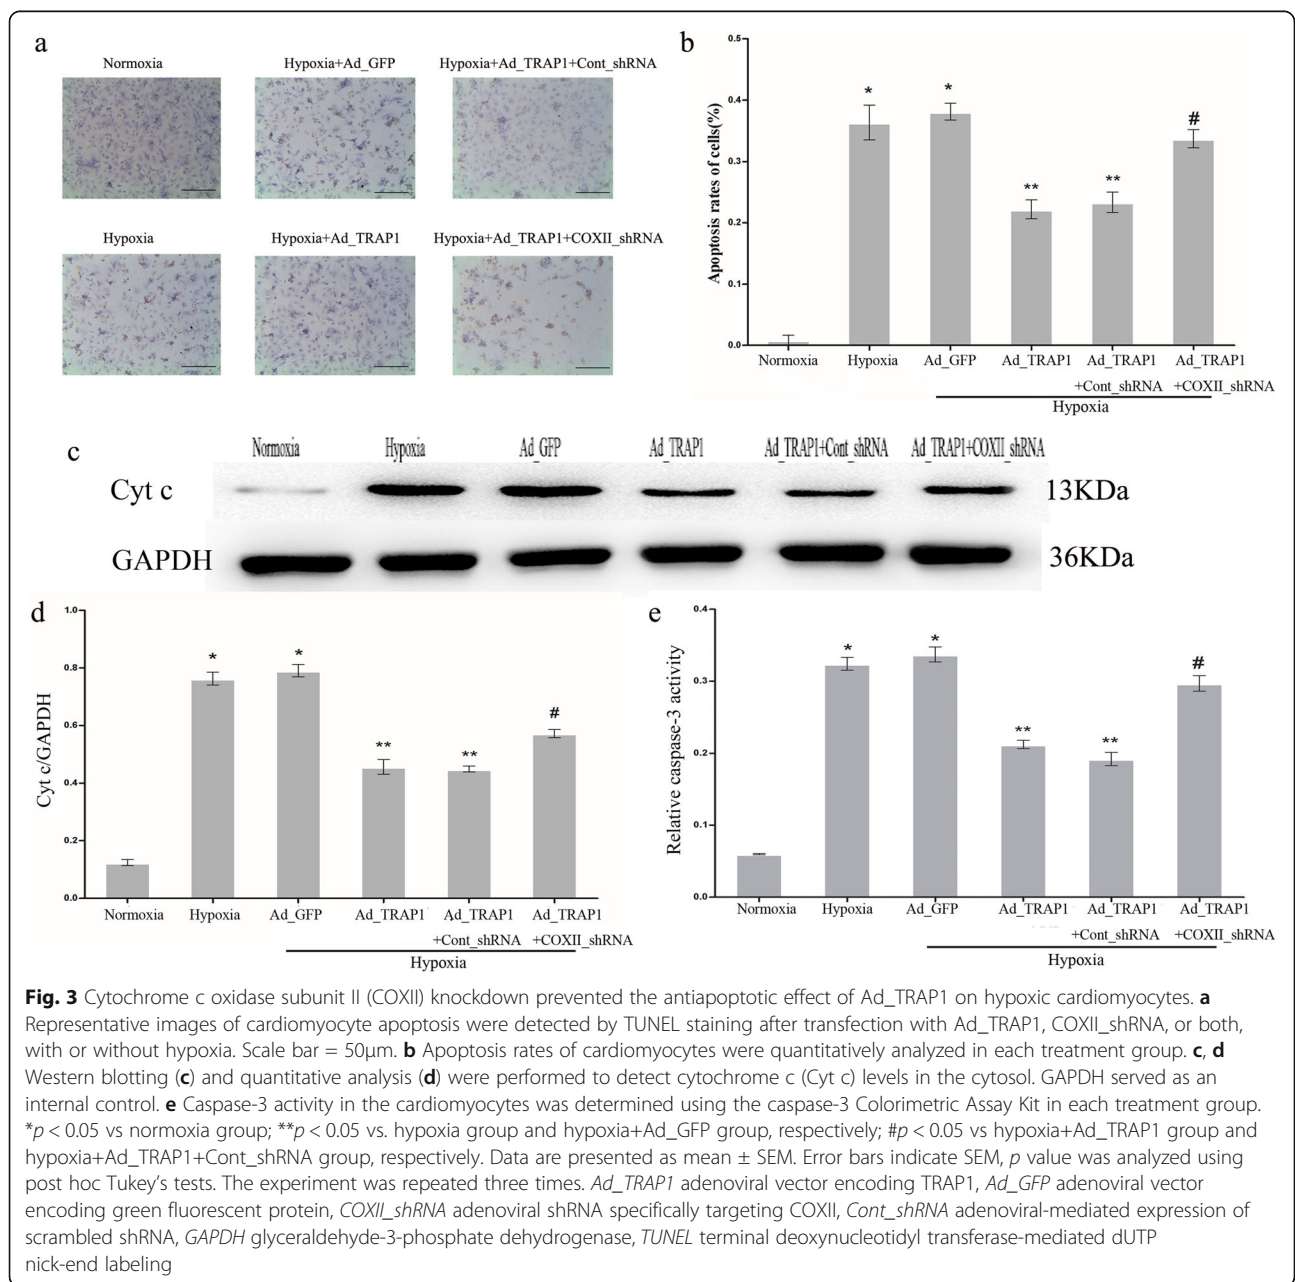 a
Normoxia
Hypoxia+Ad_GFP
Hypoxia+Ad_TRAP1+Cont_shRNA
Hypoxia
Hypoxia+Ad_TRAP1
Hypoxia+Ad_TRAP1+COXII_shRNA
b
Apoptosis rates of cells(%)
0.5
0.4
0.3
0.2
0.1
0.0
*
*
**
**
#
Normoxia
Hypoxia
Ad_GFP
Ad_TRAP1
Ad_TRAP1
+Cont_shRNA
Ad_TRAP1
+COXII_shRNA
Hypoxia
c
Normoxia
Hypoxia
Ad_GFP
Ad_TRAP1
Ad_TRAP1+Cont_shRNA
Ad_TRAP1+COXII_shRNA
Cyt c
13KDa
GAPDH
36KDa
d
Cyt c/GAPDH
1.0
0.8
0.6
0.4
0.2
0.0
*
*
**
**
#
Normoxia
Hypoxia
Ad_GFP
Ad_TRAP1
Ad_TRAP1
+Cont_shRNA
Ad_TRAP1
+COXII_shRNA
Hypoxia
e
Relative caspase-3 activity
0.4
0.3
0.2
0.1
0.0
*
*
**
**
#
Normoxia
Hypoxia
Ad_GFP
Ad_TRAP1
Ad_TRAP1
+Cont_shRNA
Ad_TRAP1
+COXII_shRNA
Hypoxia
Fig. 3 Cytochrome c oxidase subunit II (COXII) knockdown prevented the antiapoptotic effect of Ad_TRAP1 on hypoxic cardiomyocytes. a
Representative images of cardiomyocyte apoptosis were detected by TUNEL staining after transfection with Ad_TRAP1, COXII_shRNA, or both,
with or without hypoxia. Scale bar = 50μm. b Apoptosis rates of cardiomyocytes were quantitatively analyzed in each treatment group. c, d
Western blotting (c) and quantitative analysis (d) were performed to detect cytochrome c (Cyt c) levels in the cytosol. GAPDH served as an
internal control. e Caspase-3 activity in the cardiomyocytes was determined using the caspase-3 Colorimetric Assay Kit in each treatment group.
*p < 0.05 vs normoxia group; **p < 0.05 vs. hypoxia group and hypoxia+Ad_GFP group, respectively; #p < 0.05 vs hypoxia+Ad_TRAP1 group and
hypoxia+Ad_TRAP1+Cont_shRNA group, respectively. Data are presented as mean ± SEM. Error bars indicate SEM, p value was analyzed using
post hoc Tukey's tests. The experiment was repeated three times. Ad_TRAP1 adenoviral vector encoding TRAP1, Ad_GFP adenoviral vector
encoding green fluorescent protein, COXII_shRNA adenoviral shRNA specifically targeting COXII, Cont_shRNA adenoviral-mediated expression of
scrambled shRNA, GAPDH glyceraldehyde-3-phosphate dehydrogenase, TUNEL terminal deoxynucleotidyl transferase-mediated dUTP
nick-end labeling